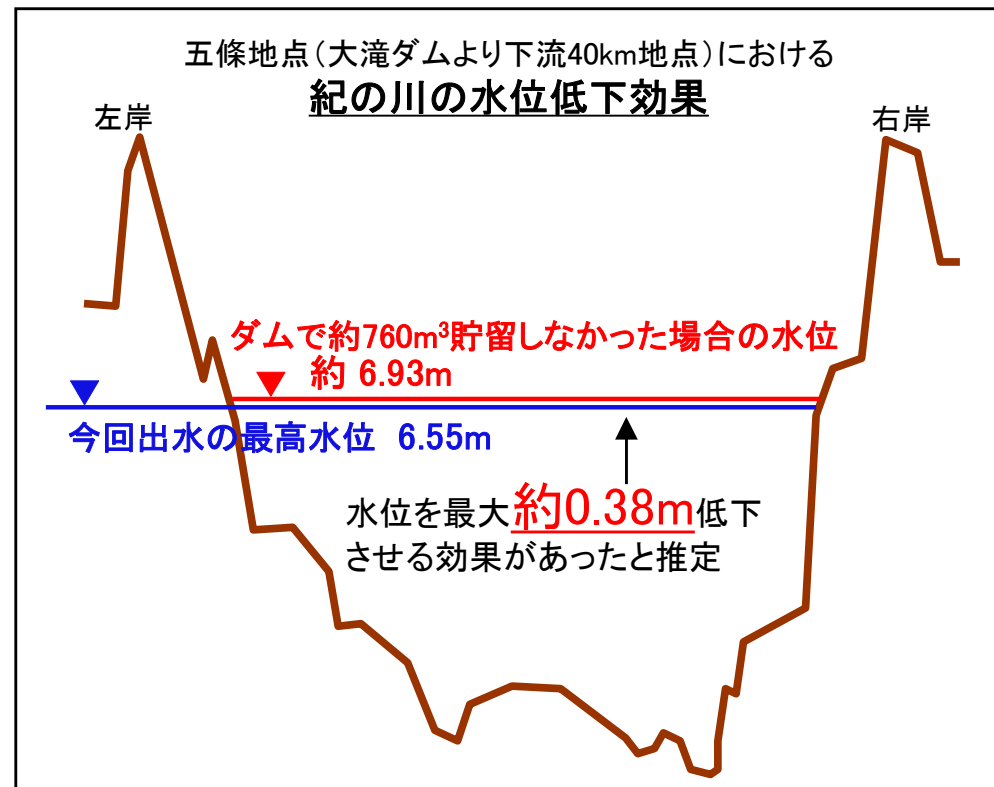 五條地点(大滝ダムより下流40km地点)における
紀の川の水位低下効果
左岸
右岸
ダムで約760m³貯留しなかった場合の水位
約 6.93m
今回出水の最高水位 6.55m
水位を最大約0.38m低下
させる効果があったと推定